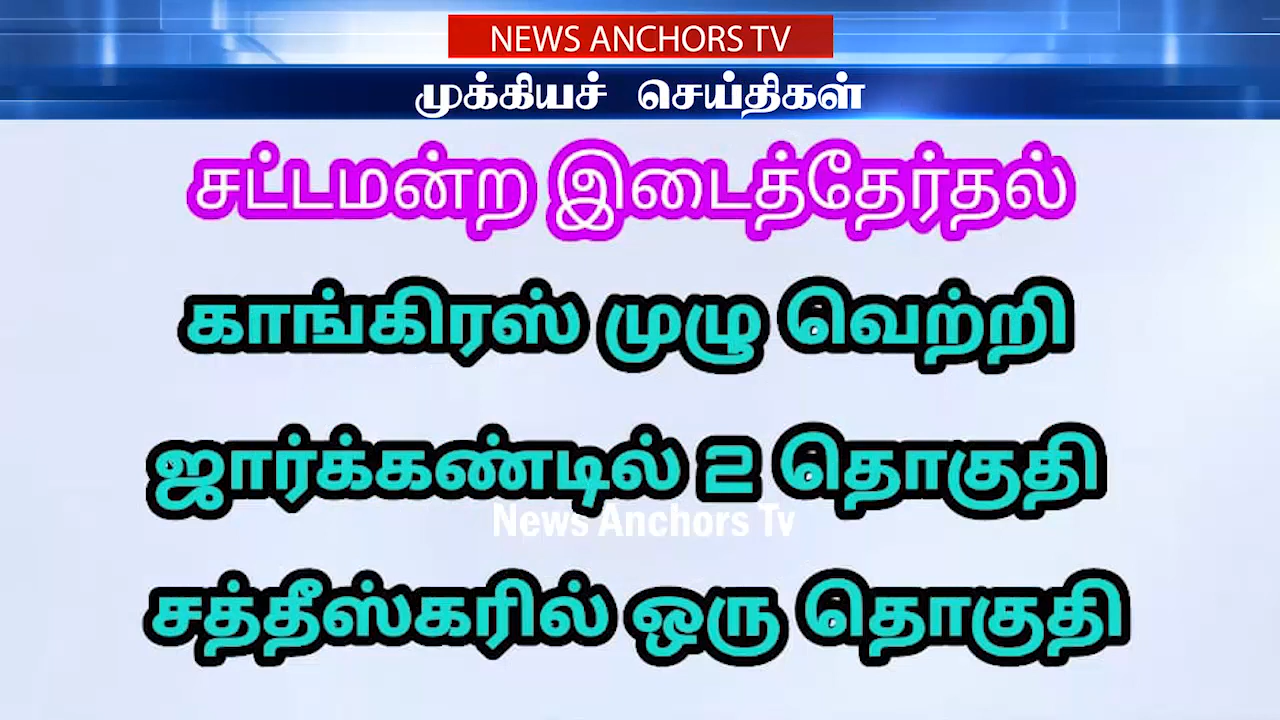 NEWS ANCHORS TV
முக்கியச் செய்திகள்
சட்டமன்ற இடைத்தேர்தல்
காங்கிரஸ் முழு வெற்றி
ஜார்க்கண்டில் 2 தொகுதி
News Anchors Tv
சத்தீஸ்கரில் ஒரு தொகுதி